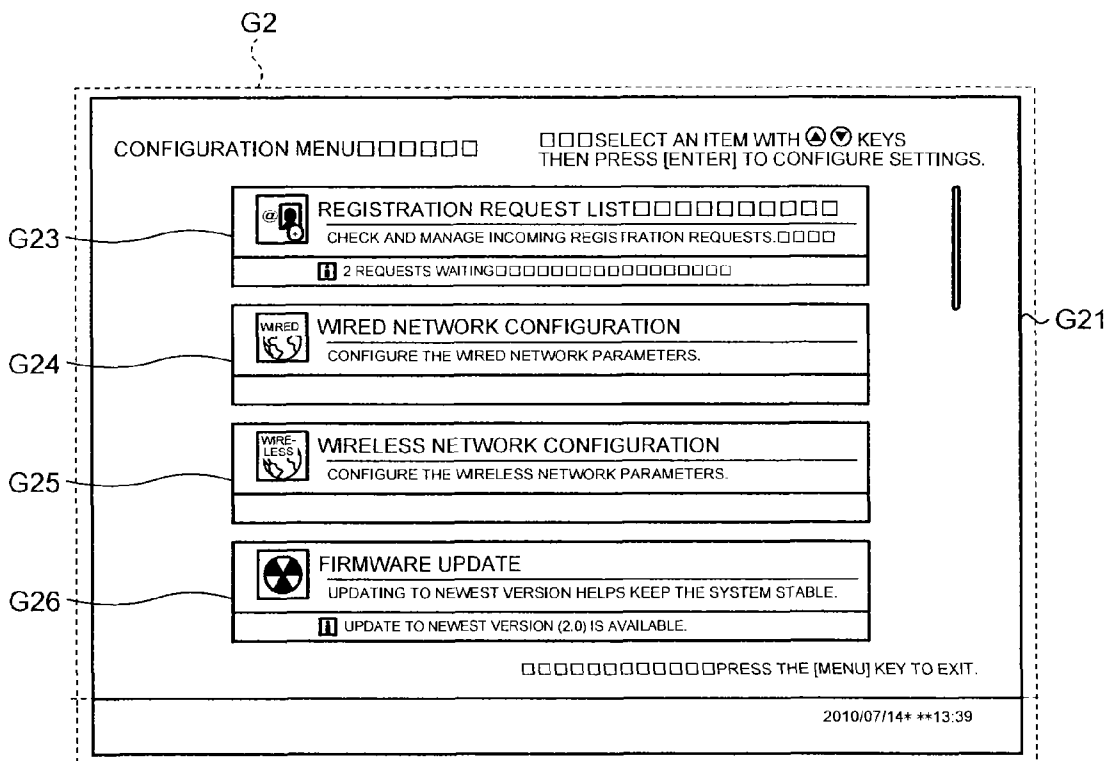 G2
CONFIGURATION MENU□□□□□□
□□□SELECT AN ITEM WITH ▲ ▼ KEYS
THEN PRESS [ENTER] TO CONFIGURE SETTINGS.
G23
@
REGISTRATION REQUEST LIST□□□□□□□□□□
CHECK AND MANAGE INCOMING REGISTRATION REQUESTS.□□□□
i 2 REQUESTS WAITING□□□□□□□□□□□□□□□□□
G21
G24
WIRED
WIRED NETWORK CONFIGURATION
CONFIGURE THE WIRED NETWORK PARAMETERS.
G25
WIRE-
LESS
WIRELESS NETWORK CONFIGURATION
CONFIGURE THE WIRELESS NETWORK PARAMETERS.
G26
FIRMWARE UPDATE
UPDATING TO NEWEST VERSION HELPS KEEP THE SYSTEM STABLE.
i UPDATE TO NEWEST VERSION (2.0) IS AVAILABLE.
□□□□□□□□□□□□PRESS THE [MENU] KEY TO EXIT.
2010/07/14* **13:39